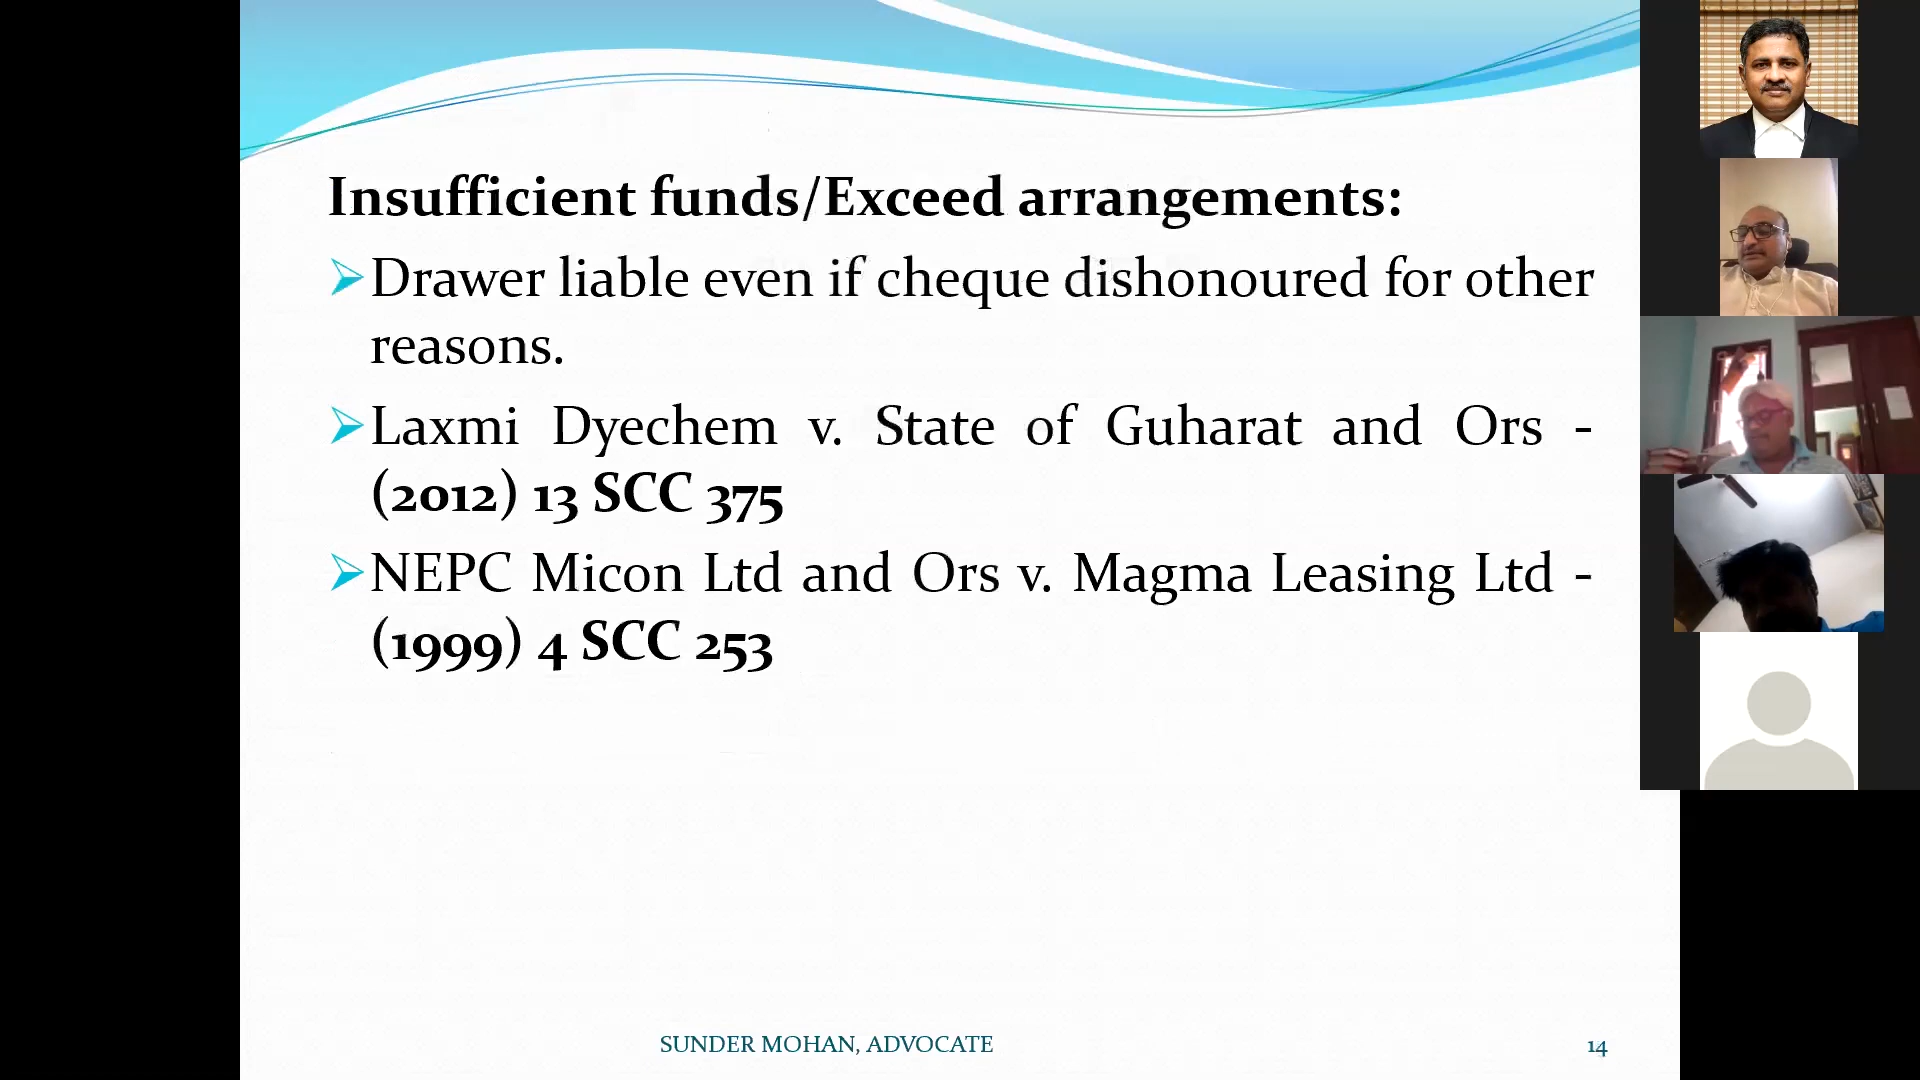 Insufficient funds/Exceed arrangements:
Drawer liable even if cheque dishonoured for other
reasons.
Laxmi Dyechem v. State of Guharat and Ors -
(2012) 13 SCC 375
NEPC Micon Ltd and Ors v. Magma Leasing Ltd -
(1999) 4 SCC 253
SUNDER MOHAN, ADVOCATE
14